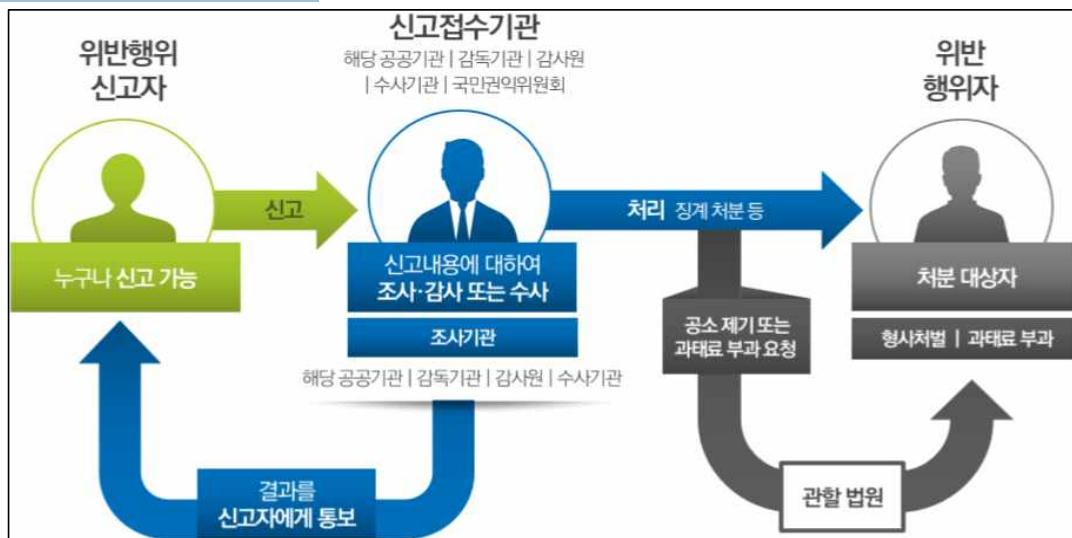 위반행위
신고자
누구나 신고 가능
신고
신고접수기관
해당 공공기관 | 감독기관 | 감사원
| 수사기관 | 국민권익위원회
신고내용에 대하여
조사·감사 또는 수사
조사기관
해당 공공기관 | 감독기관 | 감사원 | 수사기관
결과를
신고자에게 통보
처리 징계 처분 등
공소 제기 또는
과태료 부과 요청
관할 법원
위반
행위자
처분 대상자
형사처벌 | 과태료 부과